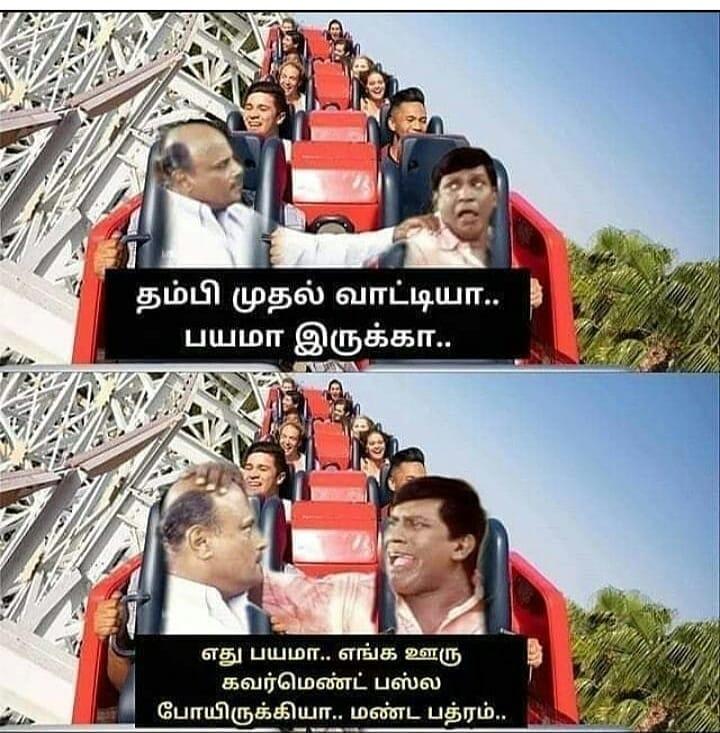 தம்பி முதல் வாட்டியா..
பயமா இருக்கா..
எது பயமா.. எங்க ஊரு
கவர்மெண்ட் பஸ்ல
போயிருக்கியா.. மண்ட பத்ரம்..